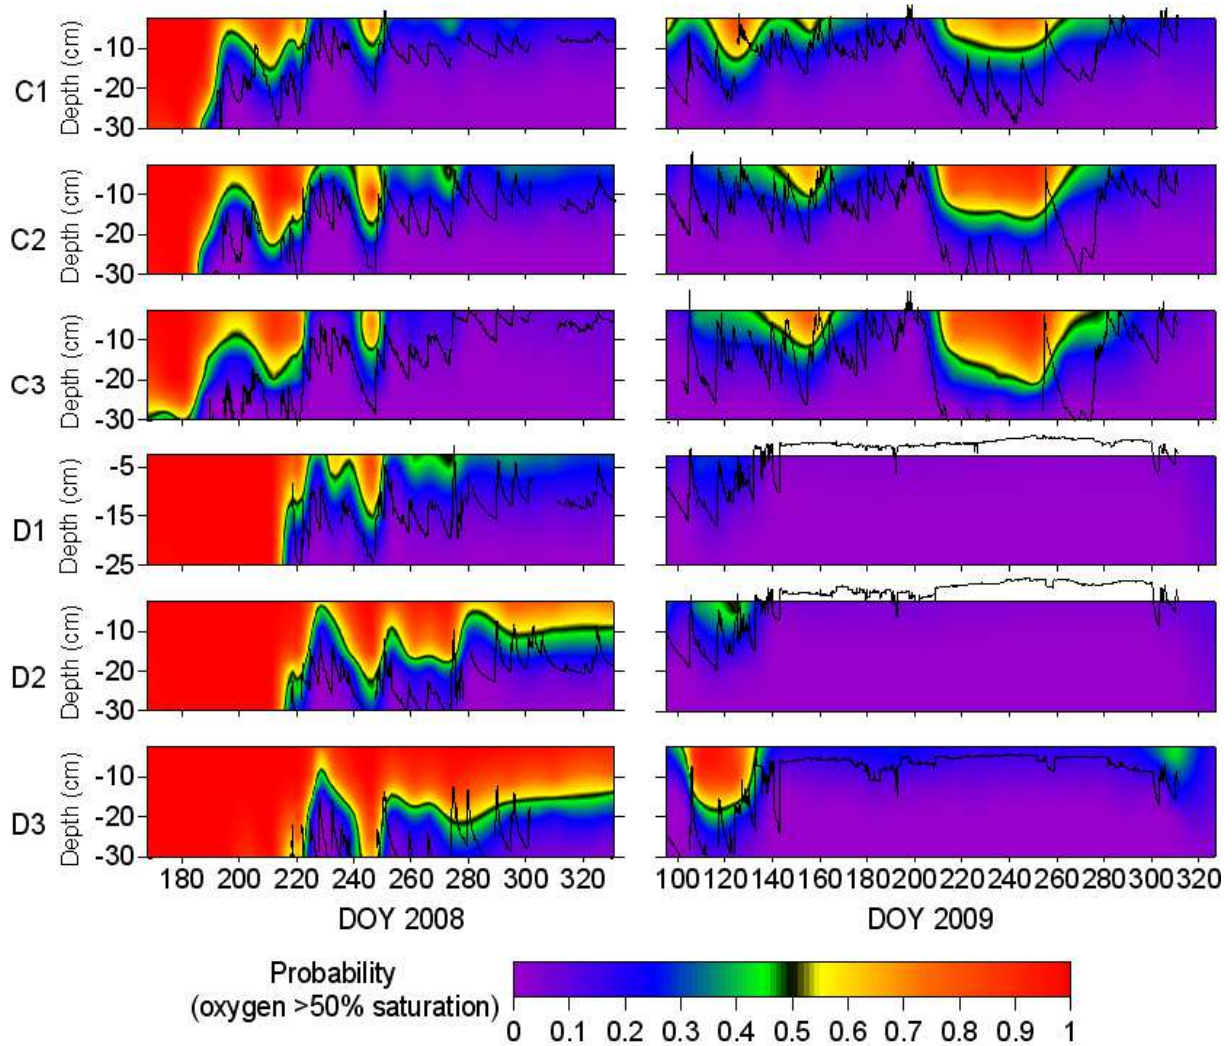 C1 Depth (cm) -10 -20 -30
C2 Depth (cm) -10 -20 -30
C3 Depth (cm) -10 -20 -30
D1 Depth (cm) -5 -15 -25
D2 Depth (cm) -10 -20 -30
D3 Depth (cm) -10 -20 -30
180 200 220 240 260 280 300 320 100 120 140 160 180 200 220 240 260 280 300 320
DOY 2008 DOY 2009
Probability
(oxygen >50% saturation)
0 0.1 0.2 0.3 0.4 0.5 0.6 0.7 0.8 0.9 1